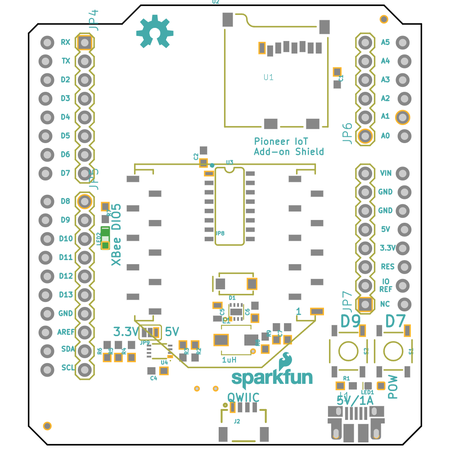 JP4
RX
TX
D2
D3
D4
D5
D6
D7
JP5
D8
D9
D10
D11
D12
D13
GND
AREF
SDA
SCL
U1
Pioneer IoT
Add-on Shield
JP6
A5
A4
A3
A2
A1
A0
VIN
GND
GND
5V
3.3V
RES
IO
REF
NC
JP7
XBee DIO5
U3
JP8
D1
1
3.3V
5V
U4
C4
1uH
sparkfun
QWIIC
J2
D9
D7
R1
LED1
5V/1A
POW